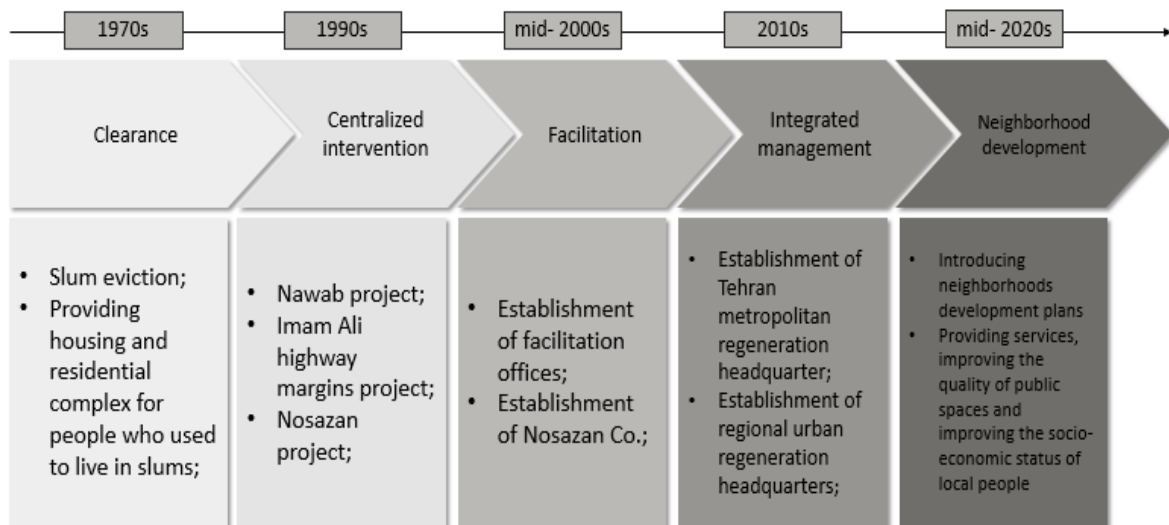 1970s
1990s
mid- 2000s
2010s
mid- 2020s
Clearance
Centralized
intervention
Facilitation
Integrated
management
Neighborhood
development
• Slum eviction;
• Providing
housing and
residential
complex for
people who used
to live in slums;
• Nawab project;
• Imam Ali
highway
margins project;
• Nosazan
project;
• Establishment
of facilitation
offices;
• Establishment
of Nosazan Co.;
• Establishment of
Tehran
metropolitan
regeneration
headquarter;
• Establishment of
regional urban
regeneration
headquarters;
• Introducing
neighborhoods
development plans
• Providing services,
improving the
quality of public
spaces and
improving the socio-
economic status of
local people